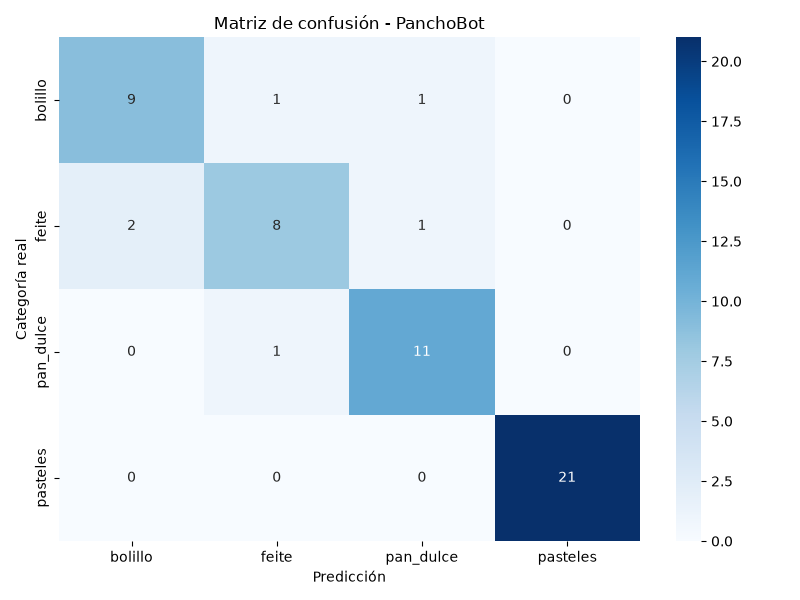 Matriz de confusión - PanchoBot
Categoría real
bolillo 9 1 1 0
feite 2 8 1 0
pan_dulce 0 1 11 0
pasteles 0 0 0 21
bolillo feite pan_dulce pasteles
Predicción
20.0
17.5
15.0
12.5
10.0
7.5
5.0
2.5
0.0